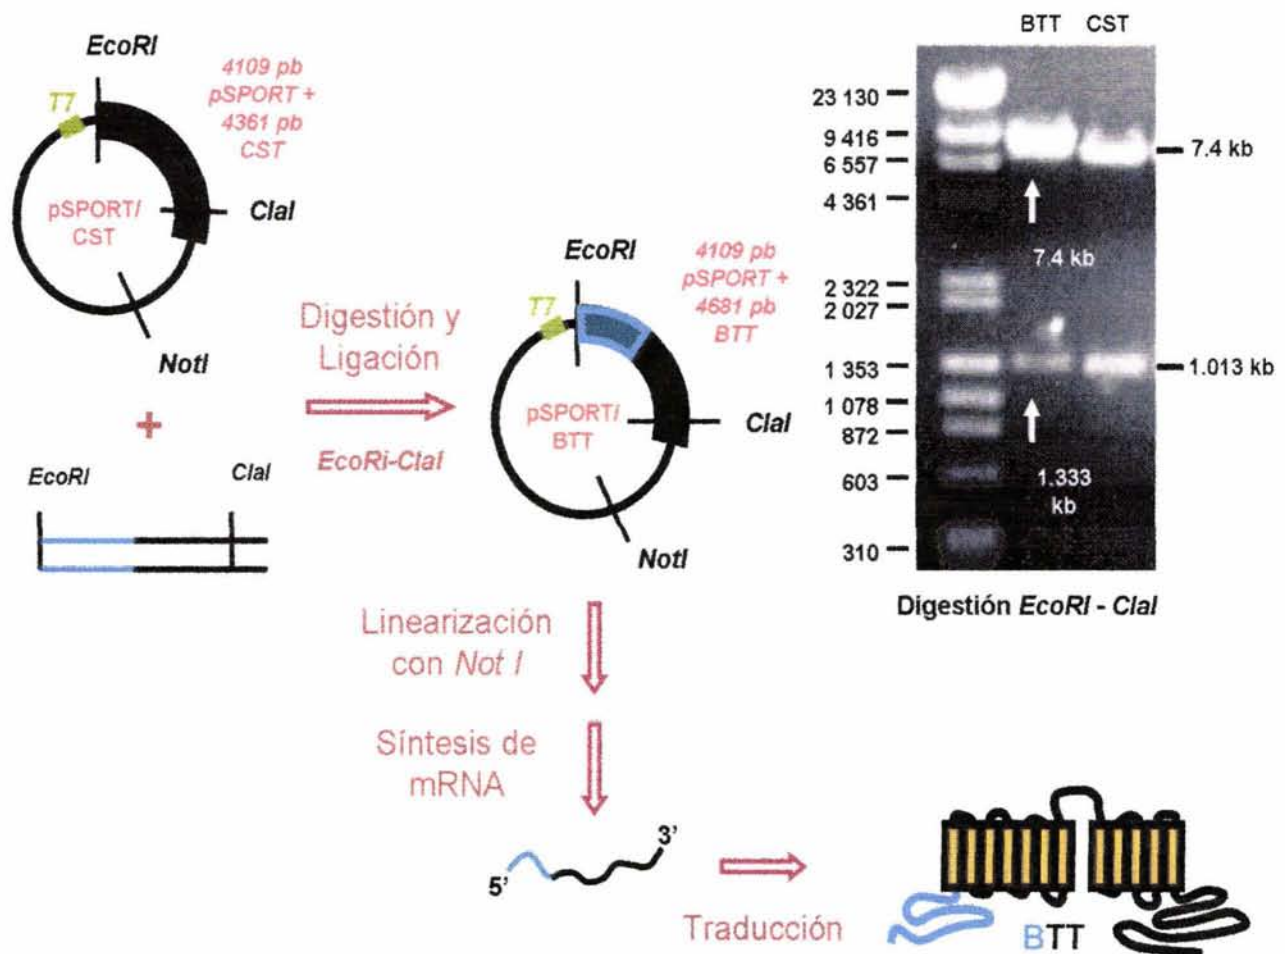 EcoRI
4109 pb
pSPORT +
4361 pb
CST
T7
pSPORT/
CST
ClaI
NotI
+
EcoRI
ClaI
Digestión y
Ligación
EcoRi-ClaI
EcoRI
4109 pb
pSPORT +
4681 pb
BTT
T7
pSPORT/
BTT
ClaI
NotI
BTT
CST
23 130
9 416
6 557
4 361
2 322
2 027
1 353
1 078
872
603
310
7.4 kb
7.4 kb
1.013 kb
1.333
kb
Digestión EcoRI - ClaI
Linearización
con Not I
Síntesis de
mRNA
5'
3'
Traducción
BTT